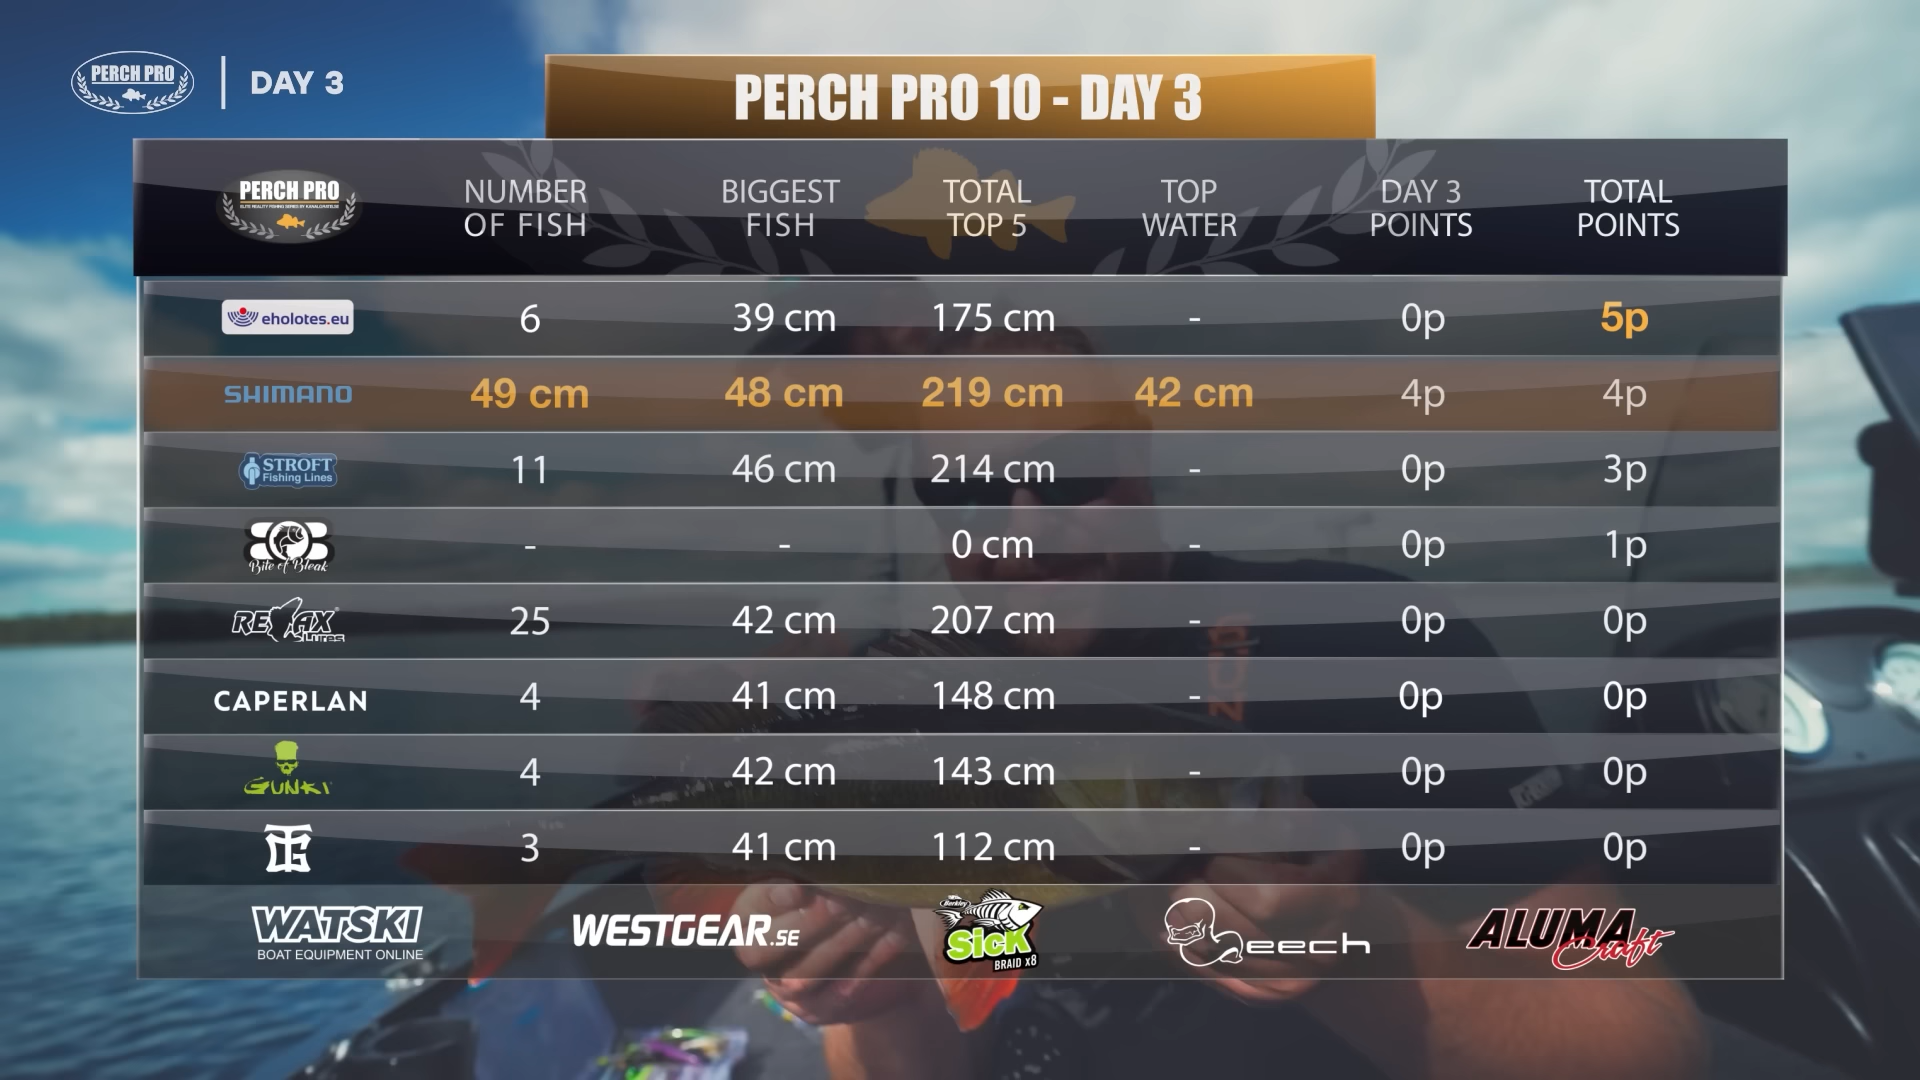 PERCH PRO
DAY 3
PERCH PRO 10 - DAY 3
PERCH PRO
NUMBER OF FISH
BIGGEST FISH
TOTAL TOP 5
TOP WATER
DAY 3 POINTS
TOTAL POINTS
eholotes.eu 6 39 cm 175 cm - 0p 5p
SHIMANO 49 cm 48 cm 219 cm 42 cm 4p 4p
STROFT Fishing Lines 11 46 cm 214 cm - 0p 3p
Bite of Bleak - - 0 cm - 0p 1p
RELAX Lures 25 42 cm 207 cm - 0p 0p
CAPERLAN 4 41 cm 148 cm - 0p 0p
GUNKI 4 42 cm 143 cm - 0p 0p
3 41 cm 112 cm - 0p 0p
WATSKI
BOAT EQUIPMENT ONLINE
WESTGEAR.SE
Berkley
SicK
BRAID x8
eech
ALUMA
Craft